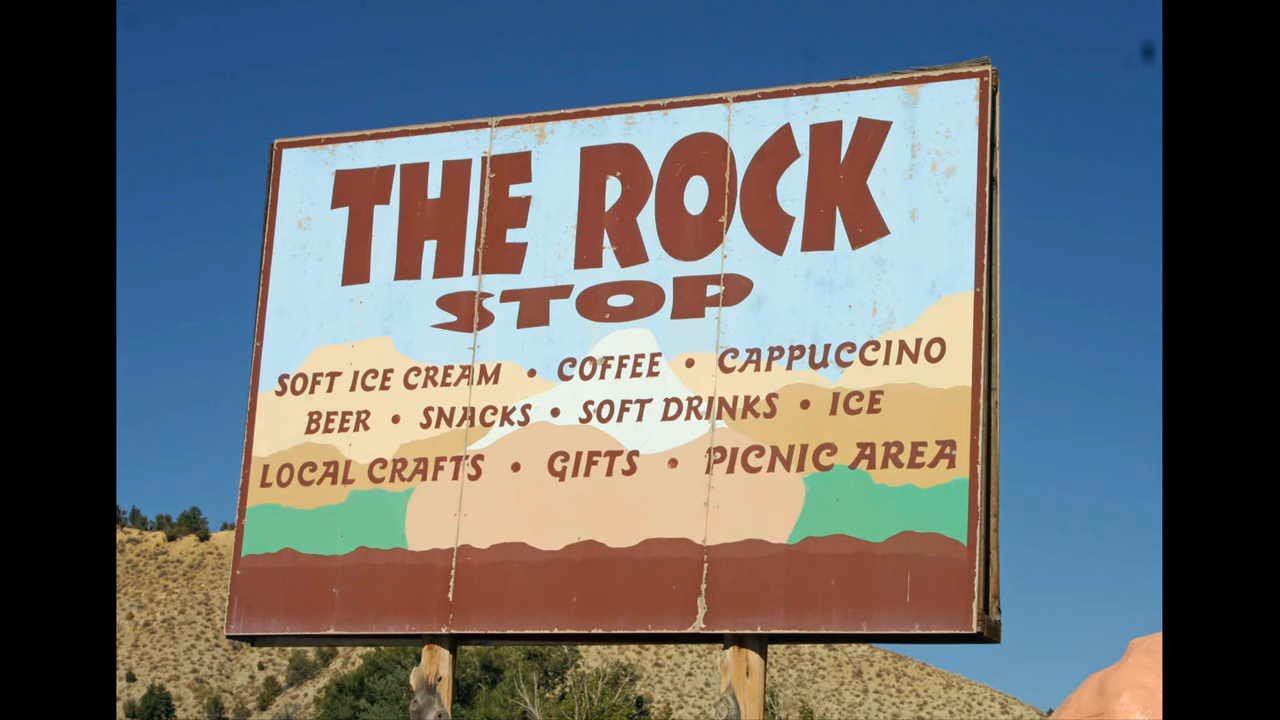 THE ROCK
STOP
SOFT ICE CREAM • COFFEE • CAPPUCCINO
BEER • SNACKS • SOFT DRINKS • ICE
LOCAL CRAFTS • GIFTS • PICNIC AREA